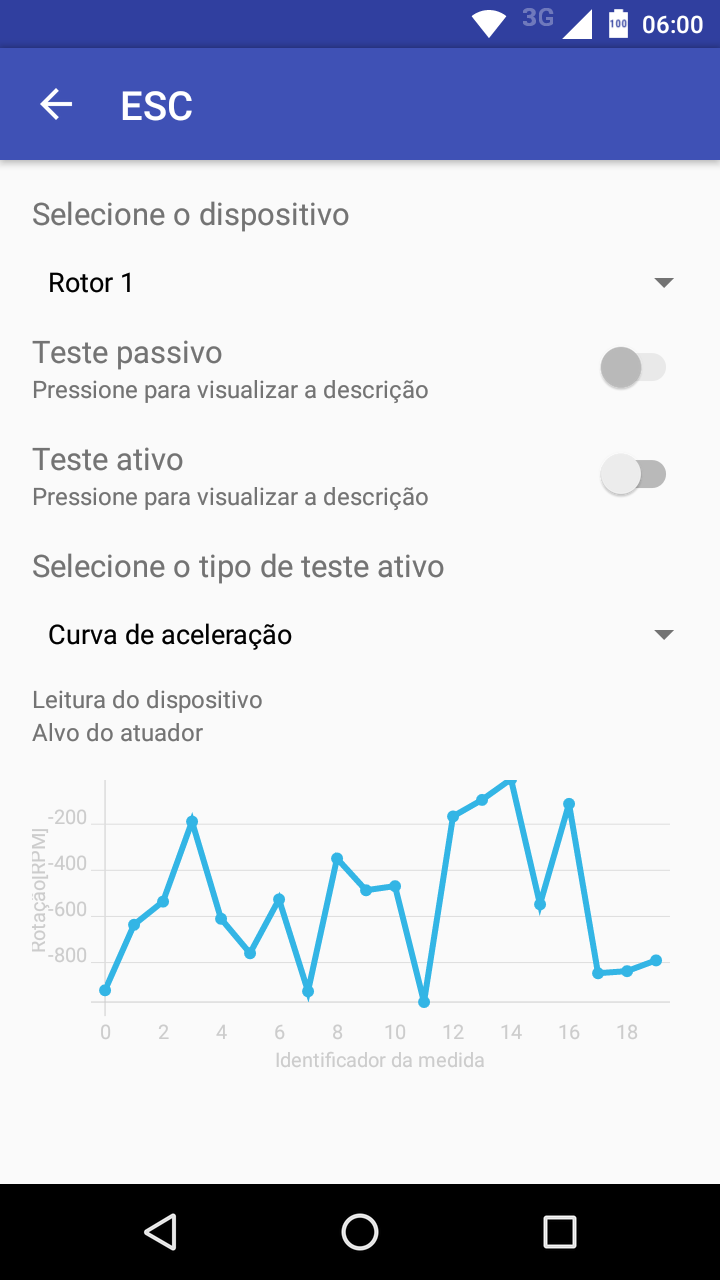 3G 100 06:00
ESC
Selecione o dispositivo
Rotor 1
Teste passivo
Pressione para visualizar a descrição
Teste ativo
Pressione para visualizar a descrição
Selecione o tipo de teste ativo
Curva de aceleração
Leitura do dispositivo
Alvo do atuador
Rotação[RPM]
-200
-400
-600
-800
0 2 4 6 8 10 12 14 16 18
Identificador da medida